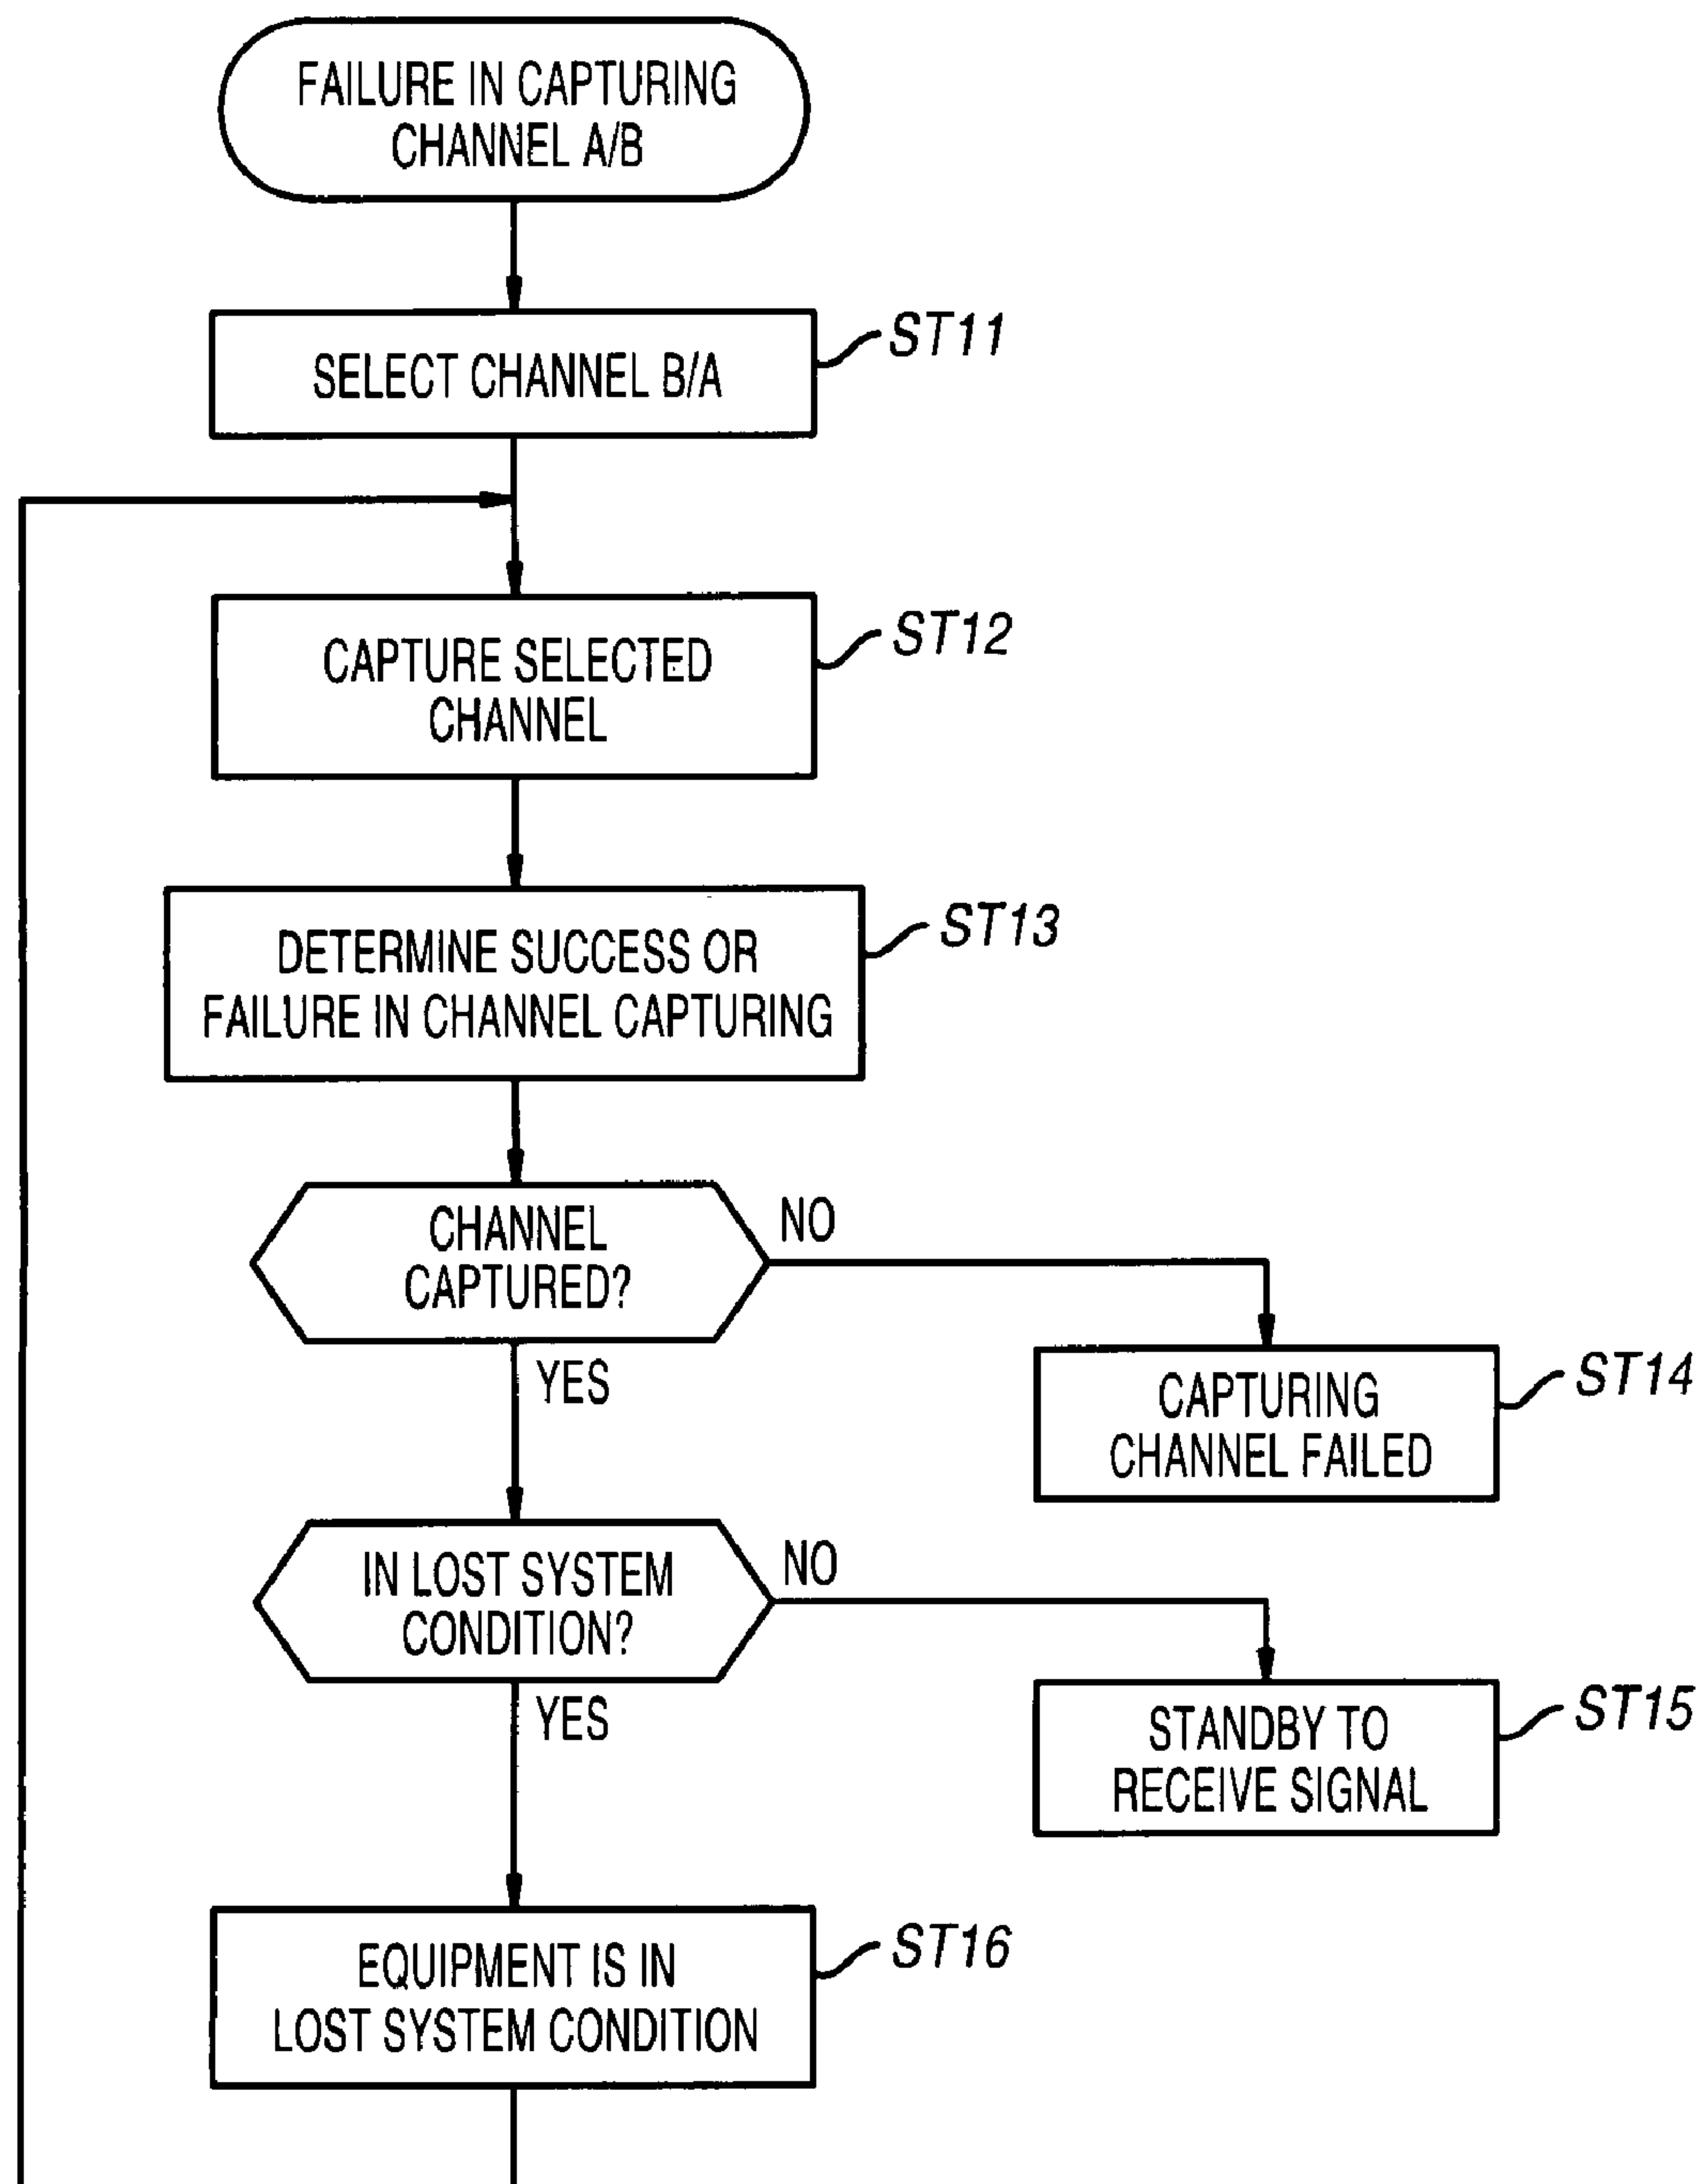 FAILURE IN CAPTURING
CHANNEL A/B
SELECT CHANNEL B/A
ST11
CAPTURE SELECTED
CHANNEL
ST12
DETERMINE SUCCESS OR
FAILURE IN CHANNEL CAPTURING
ST13
CHANNEL
CAPTURED?
NO
YES
CAPTURING
CHANNEL FAILED
ST14
IN LOST SYSTEM
CONDITION?
NO
YES
STANDBY TO
RECEIVE SIGNAL
ST15
EQUIPMENT IS IN
LOST SYSTEM CONDITION
ST16